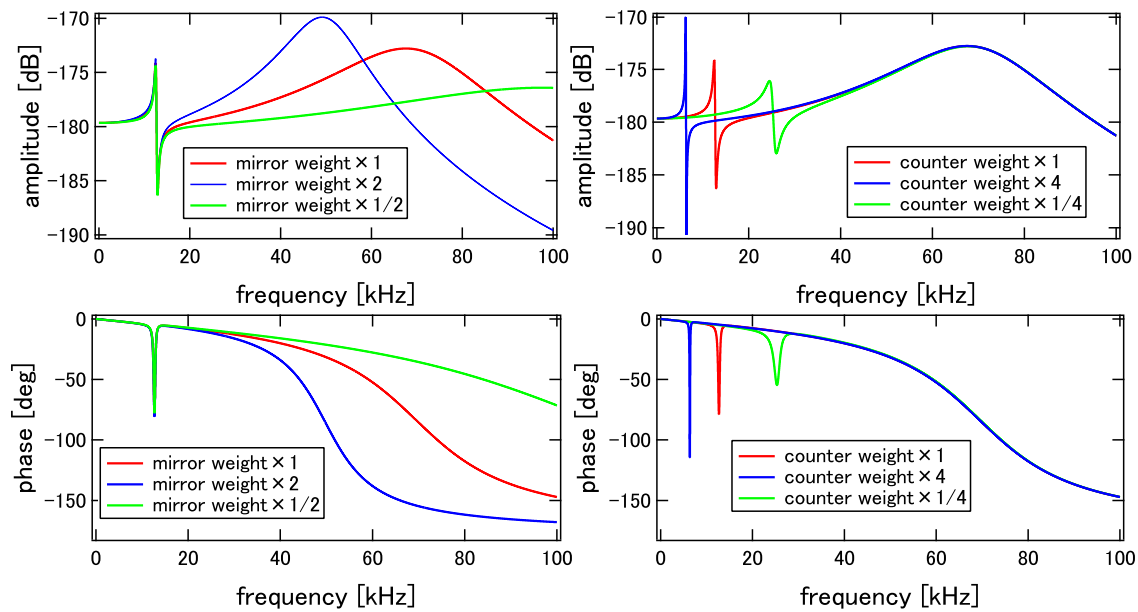 amplitude [dB]
-170
-175
-180
-185
-190
mirror weight × 1
mirror weight × 2
mirror weight × 1/2
0 20 40 60 80 100
frequency [kHz]
amplitude [dB]
-170
-175
-180
-185
-190
counter weight × 1
counter weight × 4
counter weight × 1/4
0 20 40 60 80 100
frequency [kHz]
phase [deg]
0
-50
-100
-150
mirror weight × 1
mirror weight × 2
mirror weight × 1/2
0 20 40 60 80 100
frequency [kHz]
phase [deg]
0
-50
-100
-150
counter weight × 1
counter weight × 4
counter weight × 1/4
0 20 40 60 80 100
frequency [kHz]